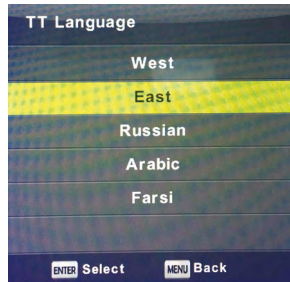 TT Language
West
East
Russian
Arabic
Farsi
ENTER Select MENU Back